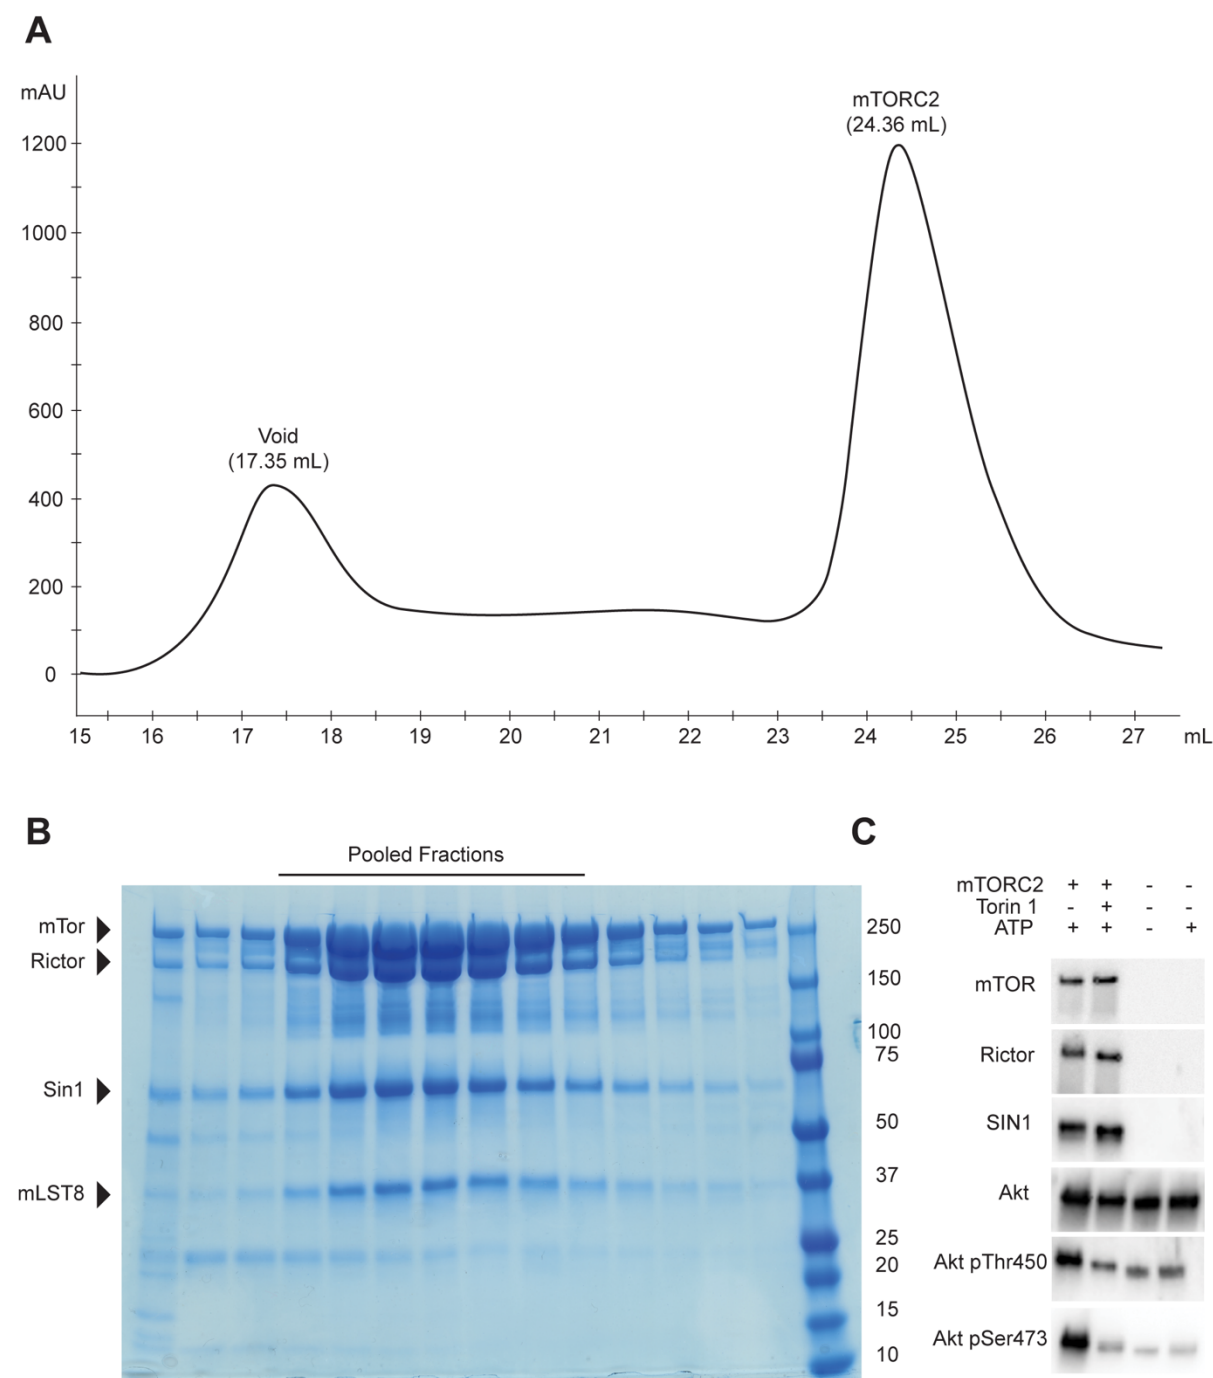 A
mAU
mTORC2
(24.36 mL)
1200
1000
800
600
Void
(17.35 mL)
400
200
0
15 16 17 18 19 20 21 22 23 24 25 26 27 mL
B
C
Pooled Fractions
mTor
Rictor
Sin1
mLST8
250
150
100
75
50
37
25
20
15
10
mTORC2 + + - -
Torin 1 - + - -
ATP + + - +
mTOR
Rictor
SIN1
Akt
Akt pThr450
Akt pSer473